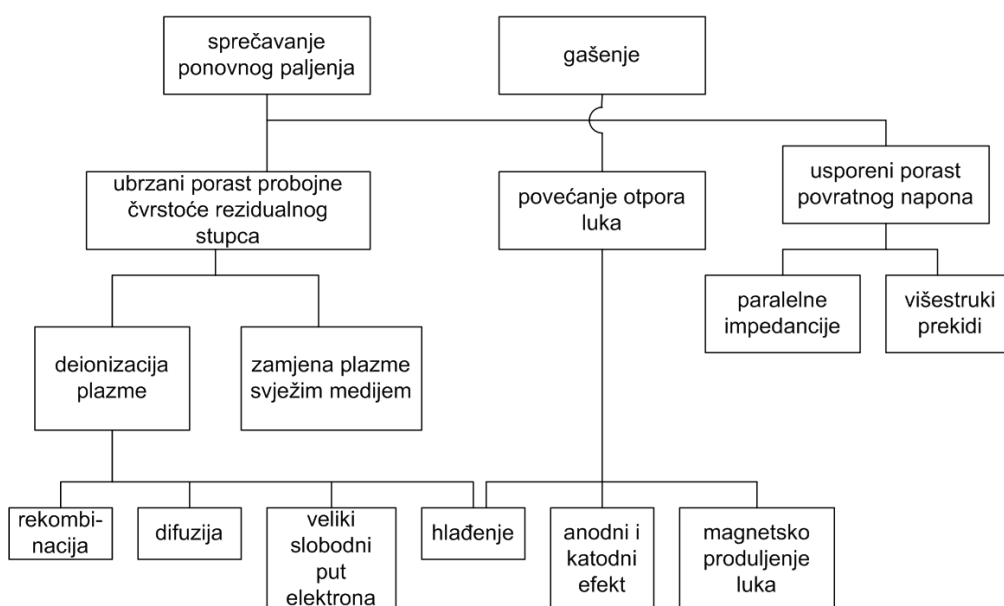 sprečavanje
ponovnog paljenja
gašenje
ubrzani porast probojne
čvrstoće rezidualnog
stupca
povećanje otpora
luka
usporeni porast
povratnog napona
paralelne
impedancije
višestruki
prekidi
deionizacija
plazme
zamjena plazme
svježim medijem
rekombi-
nacija
difuzija
veliki
slobodni
put
elektrona
hlađenje
anodni i
katodni
efekt
magnetsko
produljenje
luka